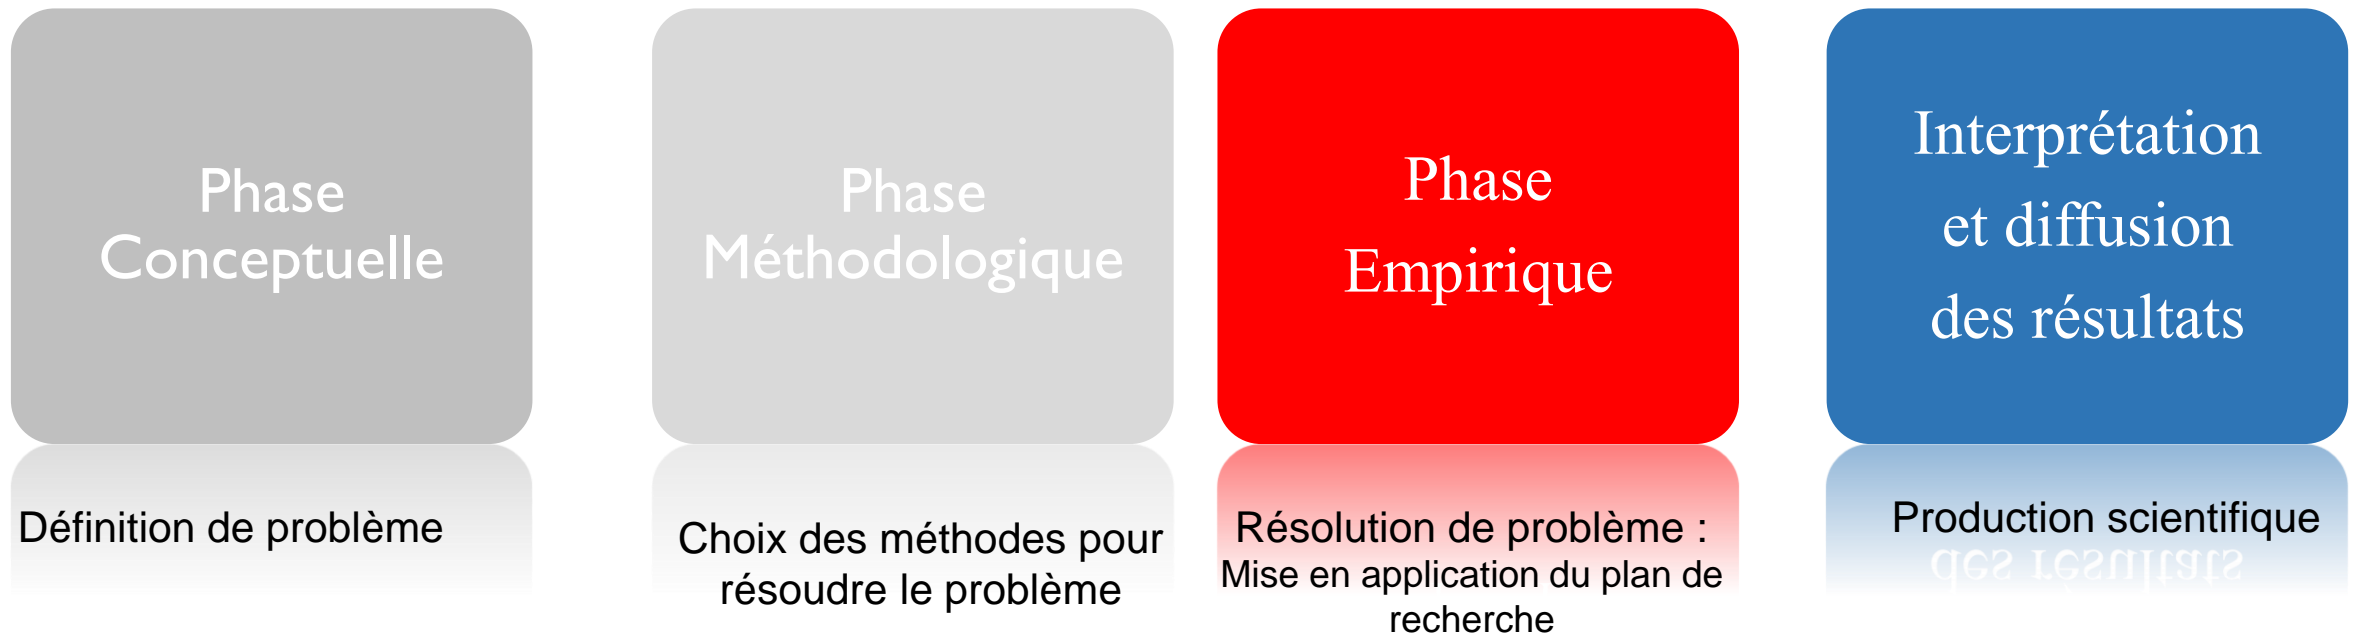 Phase
Conceptuelle
Définition de problème
Phase
Méthodologique
Choix des méthodes pour
résoudre le problème
Phase
Empirique
Résolution de problème :
Mise en application du plan de
recherche
Interprétation
et diffusion
des résultats
Production scientifique